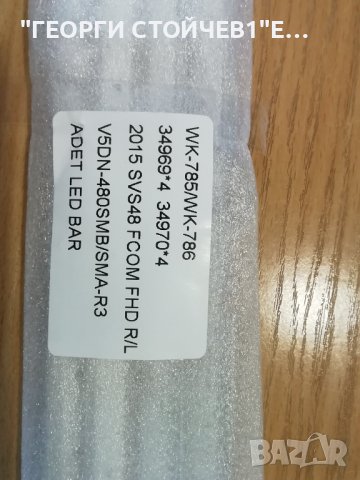 "ГЕОРГИ СТОЙЧЕВ1"Е...
WK-785/WK-786
34969*4 34970*4
2015 SVS48 FCOM FHD R/L
V5DN-480SMB/SMA-R3
ADET LED BAR
BAZAR